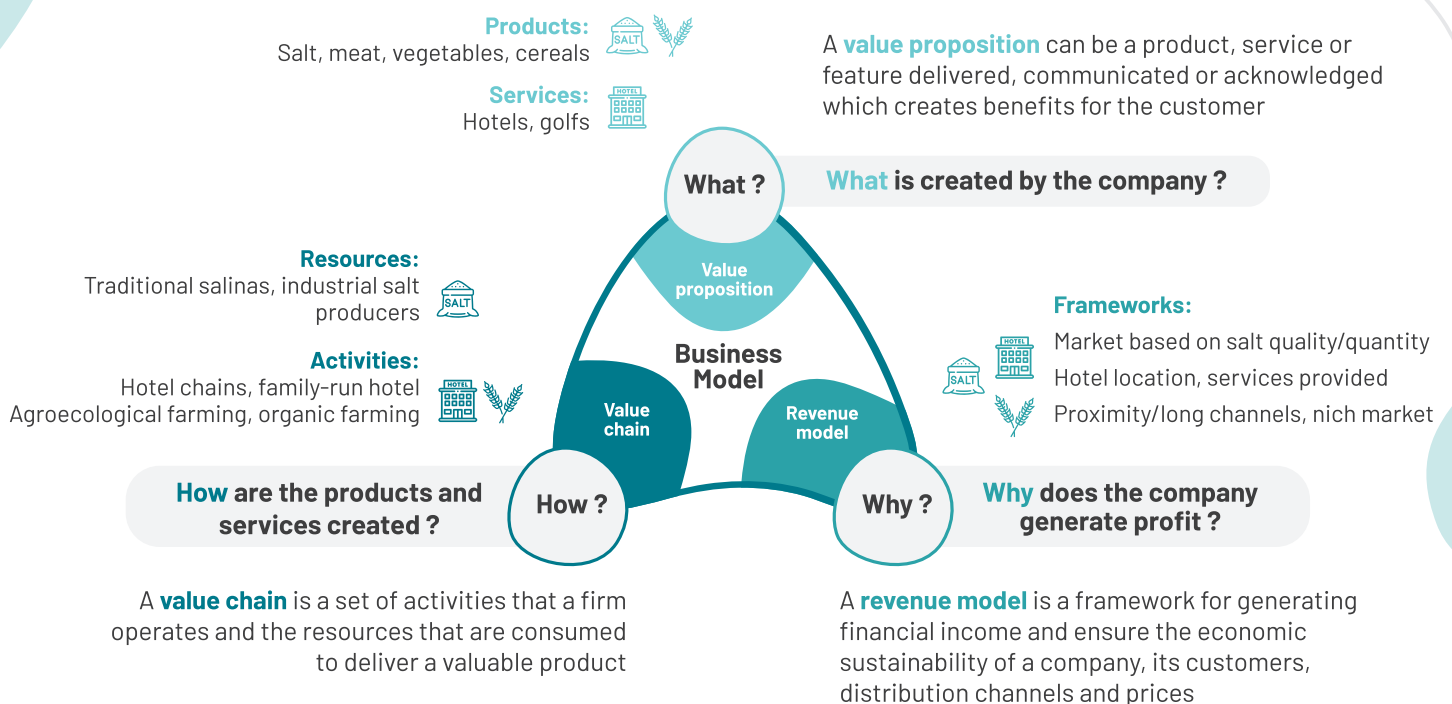 Products:
Salt, meat, vegetables, cereals
SALT
Services:
Hotels, golfs
HOTEL
A value proposition can be a product, service or
feature delivered, communicated or acknowledged
which creates benefits for the customer
What ?
What is created by the company ?
Value
proposition
Resources:
Traditional salinas, industrial salt
producers
SALT
Activities:
Hotel chains, family-run hotel
Agroecological farming, organic farming
HOTEL
Business
Model
Value
chain
Revenue
model
Frameworks:
Market based on salt quality/quantity
Hotel location, services provided
Proximity/long channels, nich market
HOTEL
SALT
How are the products and
services created ?
How ?
Why ?
Why does the company
generate profit ?
A value chain is a set of activities that a firm
operates and the resources that are consumed
to deliver a valuable product
A revenue model is a framework for generating
financial income and ensure the economic
sustainability of a company, its customers,
distribution channels and prices